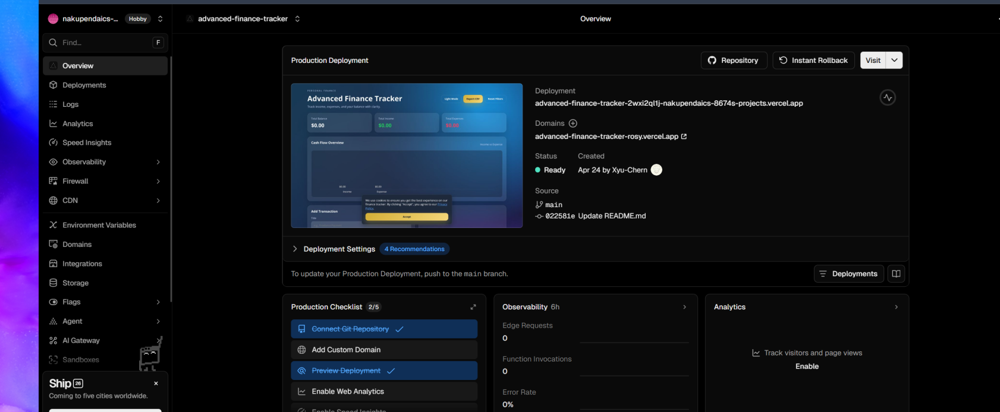 nakupendaics-...
Hobby
advanced-finance-tracker
Overview
Find...
F
Overview
Deployments
Logs
Analytics
Speed Insights
Observability
Firewall
CDN
Environment Variables
Domains
Integrations
Storage
Flags
Agent
AI Gateway
Sandboxes
Ship 26
Coming to five cities worldwide.
Production Deployment
Repository
Instant Rollback
Visit
PERSONAL FINANCE
Advanced Finance Tracker
Track income, expenses, and your balance with clarity.
Light Mode
Export CSV
Reset Filters
Total Balance
$0.00
Total Income
$0.00
Total Expenses
$0.00
Cash Flow Overview
Income vs Expense
$0.00
$0.00
Income
Expense
We use cookies to ensure you get the best experience on our
finance tracker. By clicking "Accept", you agree to our Privacy
Policy.
Accept
Add Transaction
Title
Deployment
advanced-finance-tracker-2wxi2ql1j-nakupendaics-8674s-projects.vercel.app
Domains
advanced-finance-tracker-rosy.vercel.app
Status
Created
Ready
Apr 24 by Xyu-Chern
Source
main
022581e Update README.md
Deployment Settings
4 Recommendations
To update your Production Deployment, push to the main branch.
Deployments
Production Checklist
2/5
Connect Git Repository
Add Custom Domain
Preview Deployment
Enable Web Analytics
Enable Speed Insights
Observability 6h
Edge Requests
0
Function Invocations
0
Error Rate
0%
Analytics
Track visitors and page views
Enable